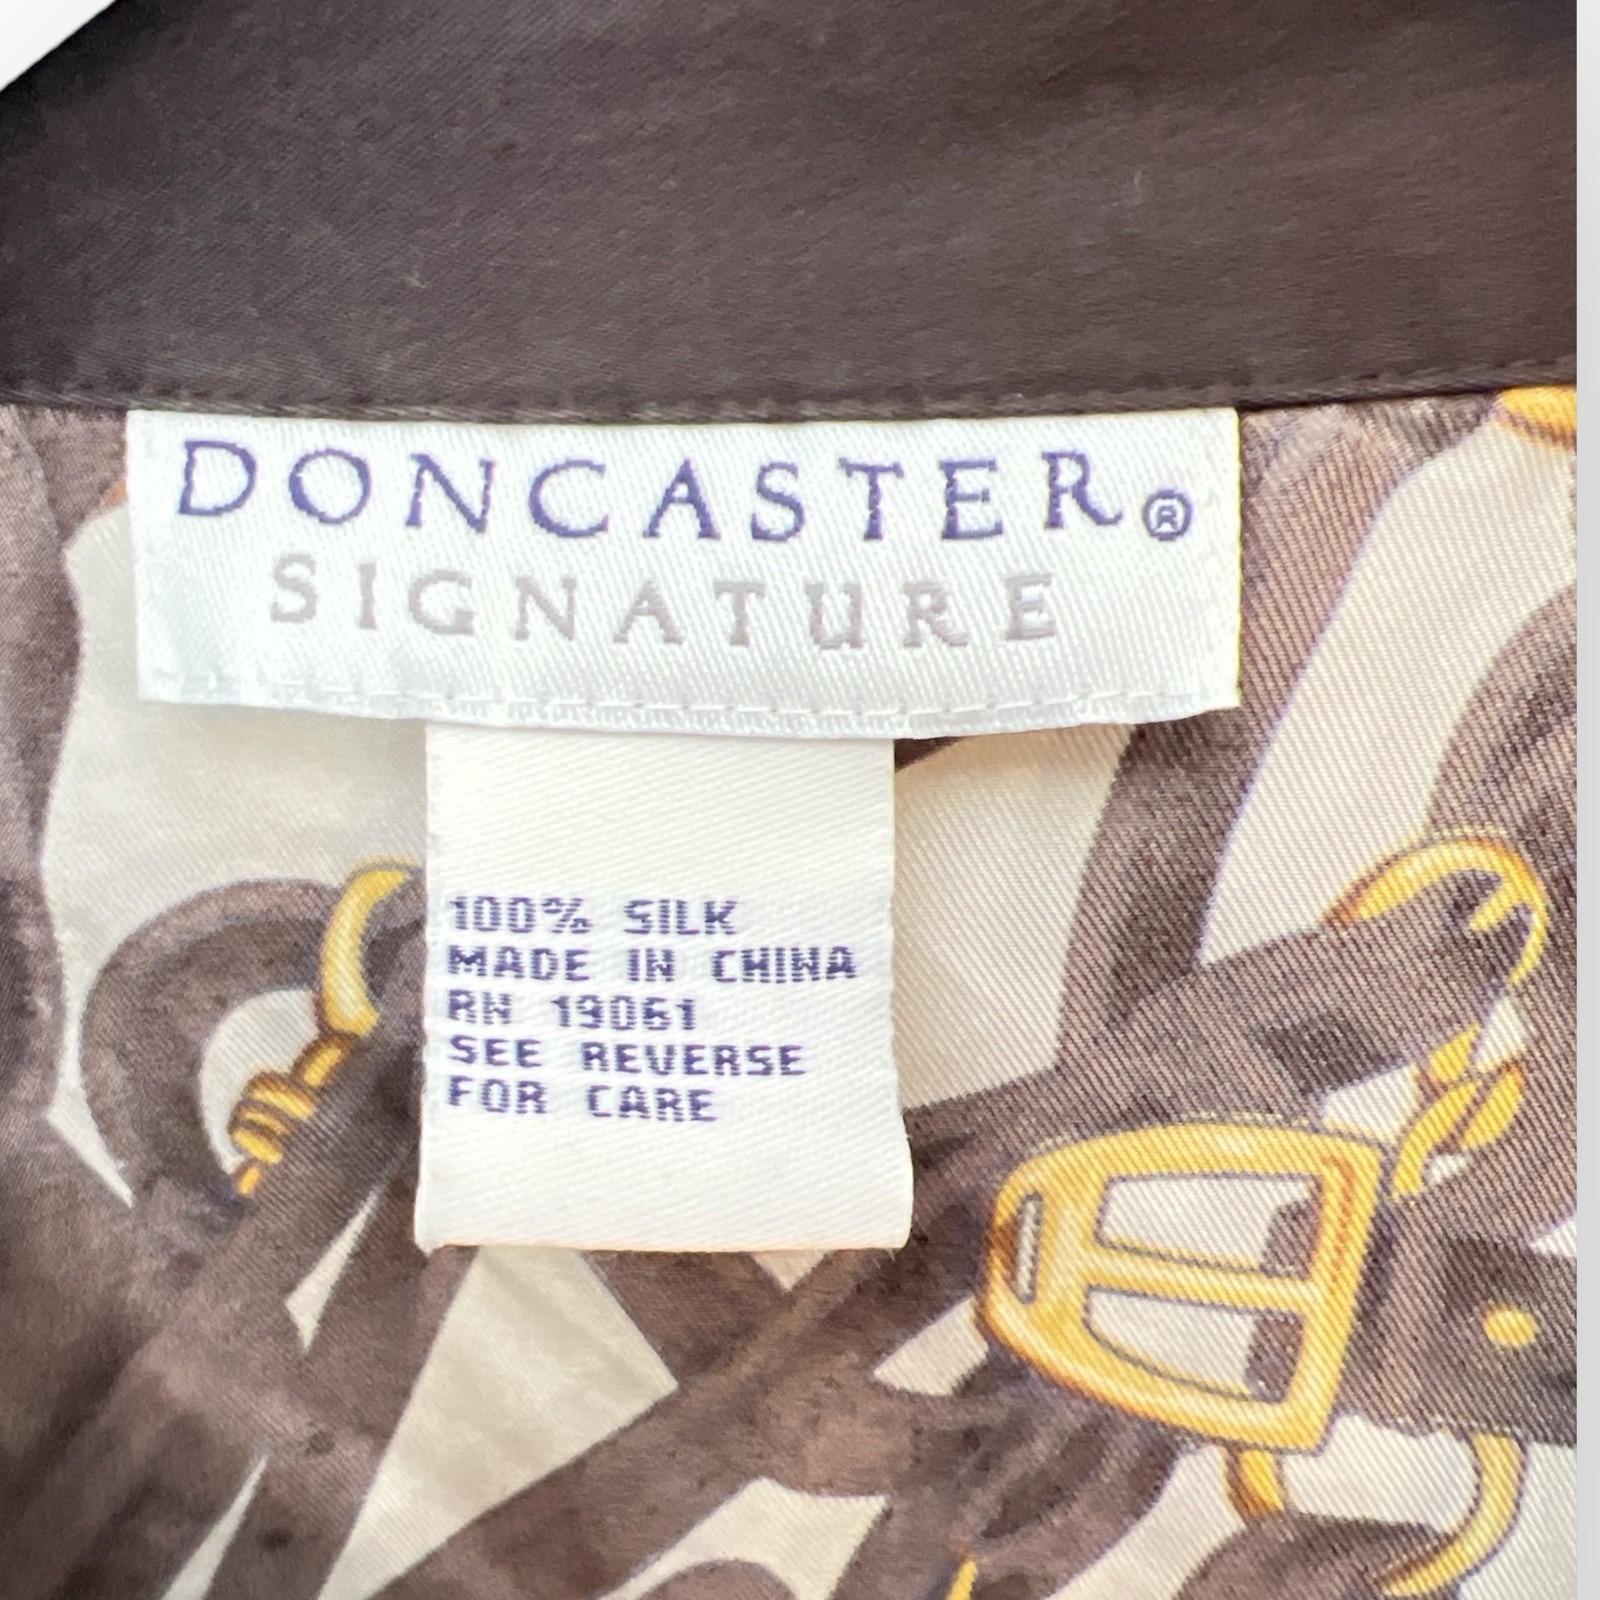 DONCASTER®
SIGNATURE
100% SILK
MADE IN CHINA
RN 19061
SEE REVERSE
FOR CARE